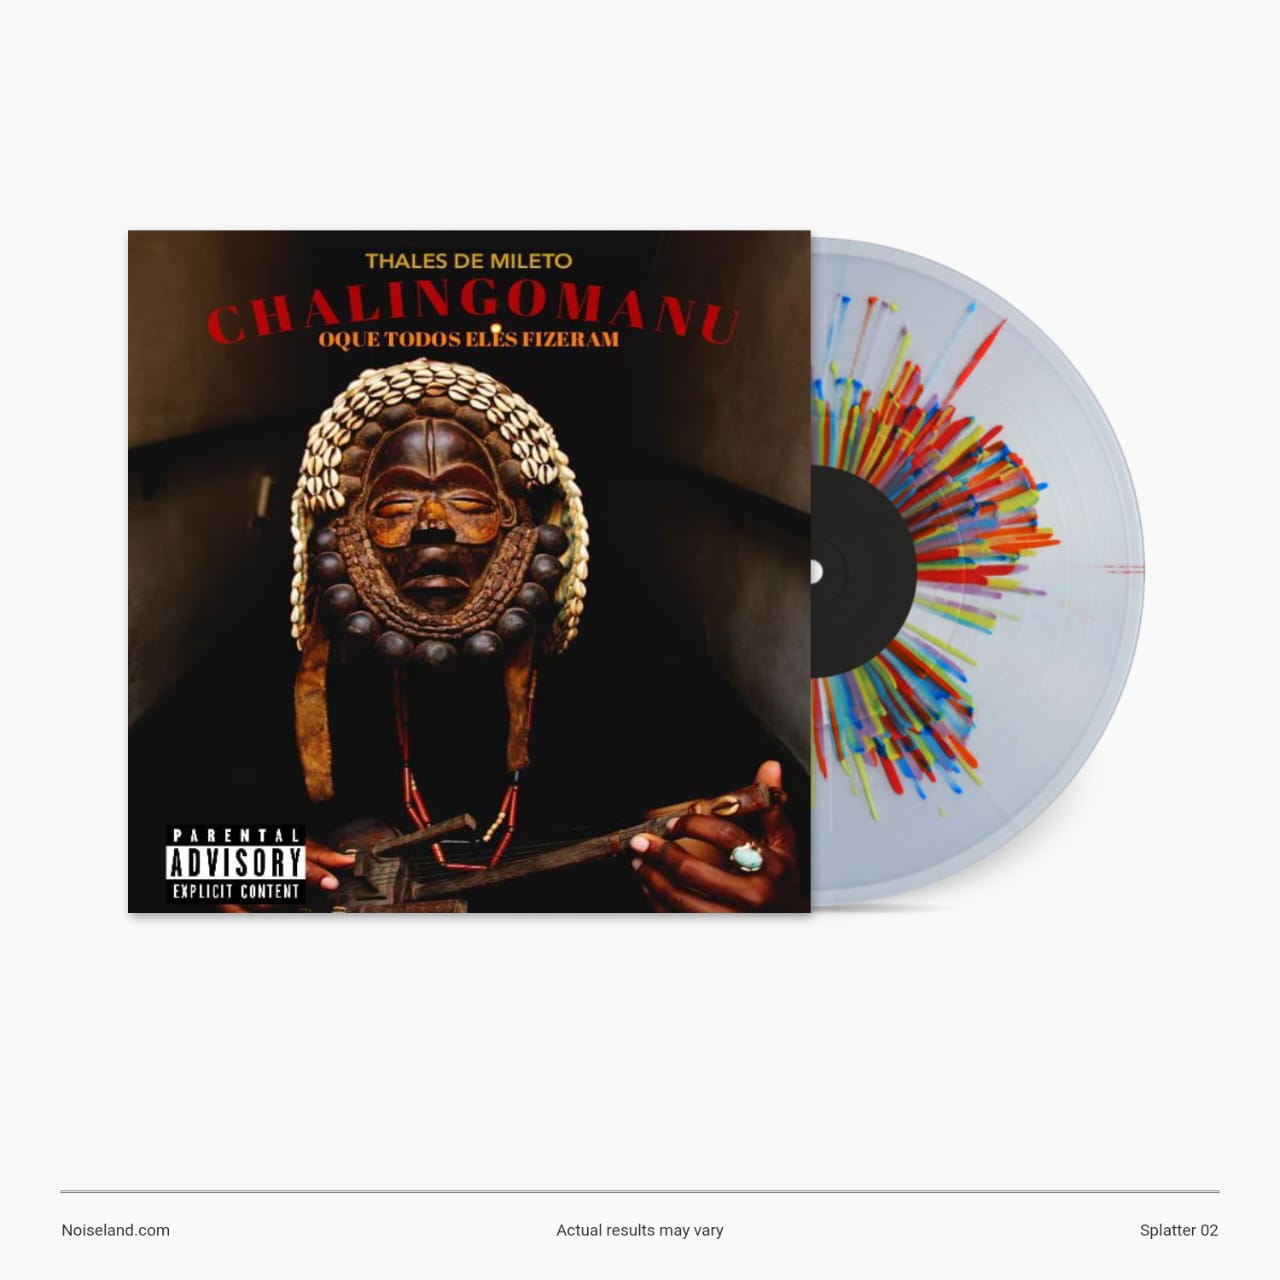 THALES DE MILETO
CHALINGOMANU
OQUE TODOS ELES FIZERAM
PARENTAL
ADVISORY
EXPLICIT CONTENT
Noiseland.com
Actual results may vary
Splatter 02